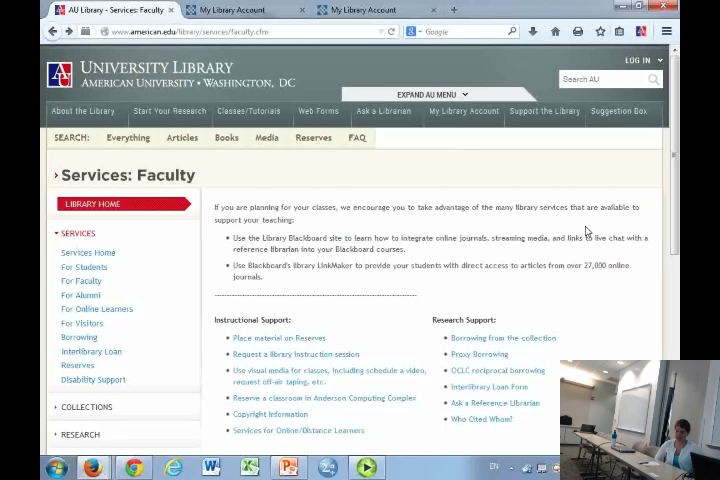 AU Library - Services: Faculty
My Library Account
My Library Account
www.american.edu/library/services/faculty.cfm
Google
LOG IN
UNIVERSITY LIBRARY
AMERICAN UNIVERSITY • WASHINGTON, DC
Search AU
EXPAND AU MENU
About the Library
Start Your Research
Classes/Tutorials
Web Forms
Ask a Librarian
My Library Account
Support the Library
Suggestion Box
SEARCH: Everything Articles Books Media Reserves FAQ
Services: Faculty
LIBRARY HOME
SERVICES
Services Home
For Students
For Faculty
For Alumni
For Online Learners
For Visitors
Borrowing
Interlibrary Loan
Reserves
Disability Support
COLLECTIONS
RESEARCH
If you are planning for your classes, we encourage you to take advantage of the many library services that are available to
support your teaching:
• Use the Library Blackboard site to learn how to integrate online journals, streaming media, and links to live chat with a
reference librarian into your Blackboard courses.
• Use Blackboard's library LinkMaker to provide your students with direct access to articles from over 27,000 online
journals.
Instructional Support:
• Place material on Reserves
• Request a library instruction session
• Use visual media for classes, including schedule a video,
request off-air taping, etc.
• Reserve a classroom in Anderson Computing Complex
• Copyright Information
• Services for Online/Distance Learners
Research Support:
• Borrowing from the collection
• Proxy Borrowing
• OCLC reciprocal borrowing
• Interlibrary Loan Form
• Ask a Reference Librarian
• Who Cited Whom?
EN